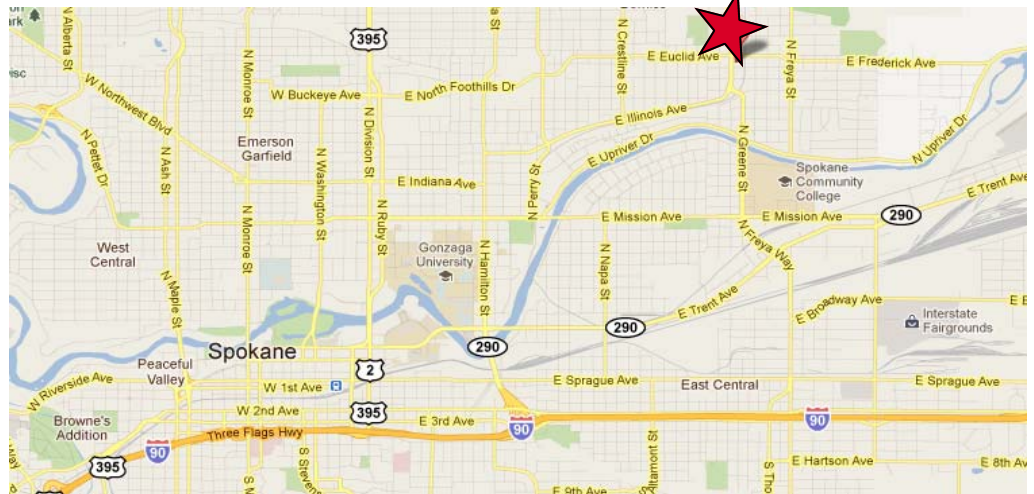 Park
N Alberta St
N Monroe St
395
N Crestline St
E Euclid Ave
N Freya St
E Frederick Ave
W Northwest Blvd
W Buckeye Ave
E North Foothills Dr
E Illinois Ave
N Division St
N Pettet Dr
N Ash St
Emerson
Garfield
N Washington St
E Upriver Dr
N Greene St
N Upriver Dr
Spokane
Community
College
E Indiana Ave
N Perry St
E Trent Ave
N Monroe St
N Ruby St
E Mission Ave
E Mission Ave
290
West
Central
Gonzaga
University
N Hamilton St
N Napa St
N Freya Way
N Maple St
E Trent Ave
E Broadway Ave
Interstate
Fairgrounds
290
290
Spokane
Peaceful
Valley
2
W Riverside Ave
W 1st Ave
E Sprague Ave
East Central
E Sprague Ave
Browne's
Addition
W 2nd Ave
395
E 3rd Ave
90
90
Three Flags Hwy
90
395
E Hartson Ave
E 8th Av
E 9th Ave